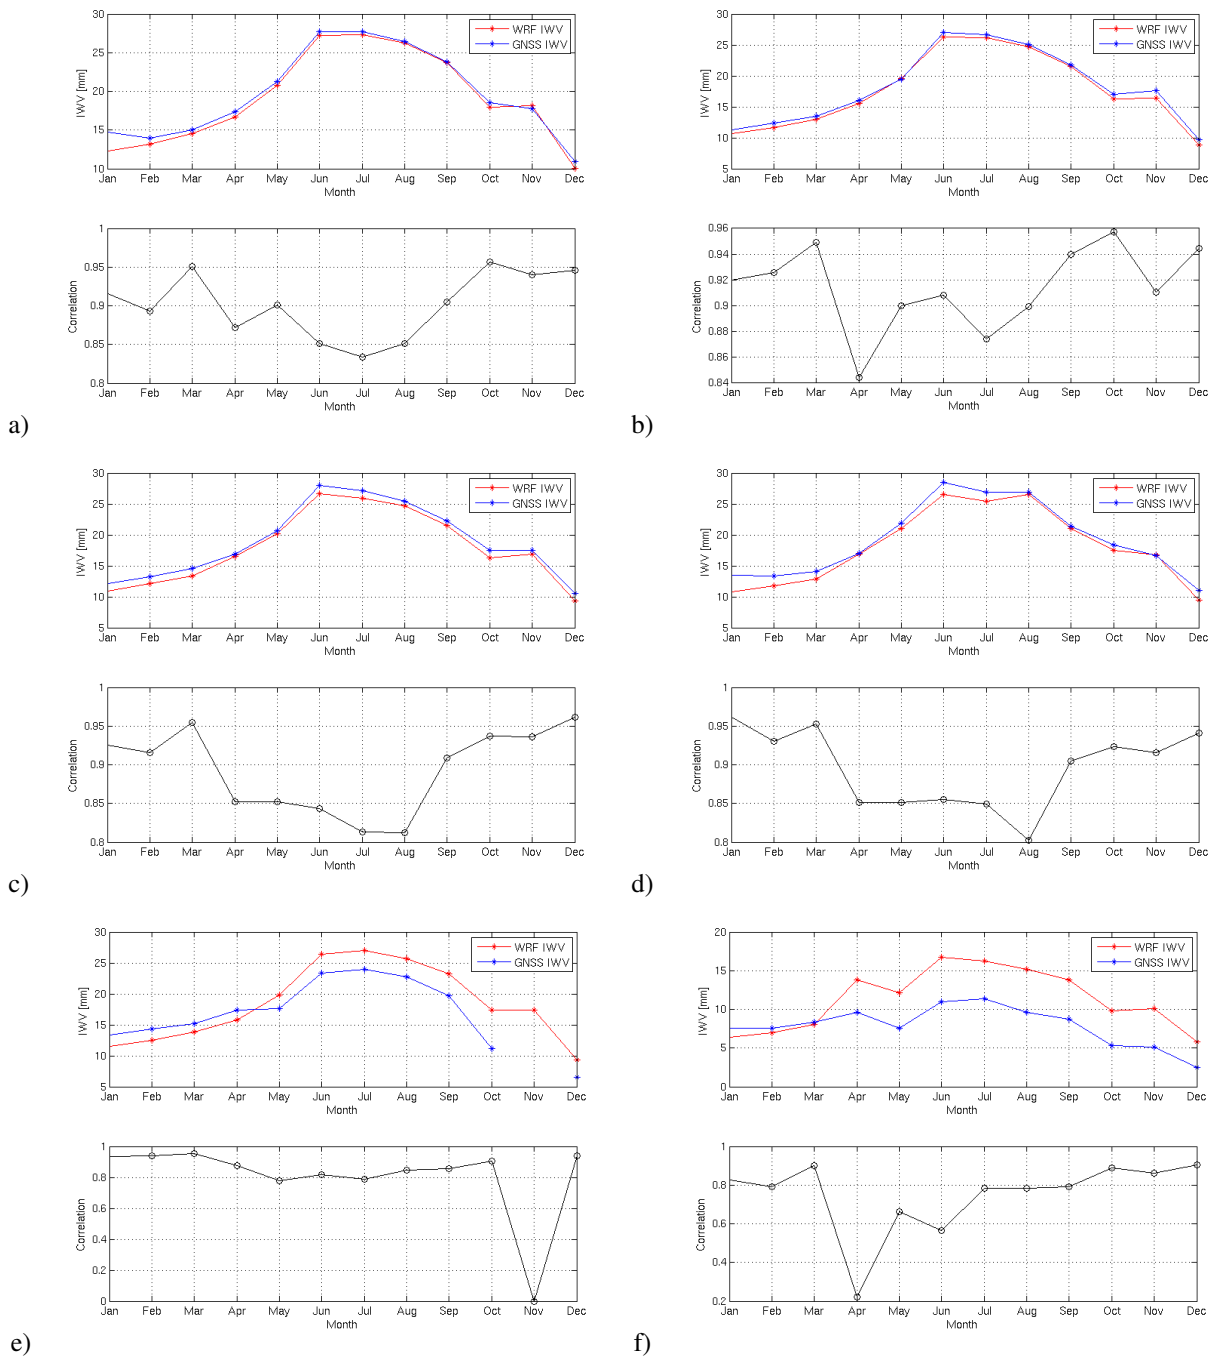 30
25
20
15
10
IWV [mm]
WRF IWV
GNSS IWV
Jan Feb Mar Apr May Jun Jul Aug Sep Oct Nov Dec
Month
1
0.95
0.9
0.85
0.8
Correlation
Jan Feb Mar Apr May Jun Jul Aug Sep Oct Nov Dec
Month
a)
30
25
20
15
10
5
IWV [mm]
WRF IWV
GNSS IWV
Jan Feb Mar Apr May Jun Jul Aug Sep Oct Nov Dec
Month
0.96
0.94
0.92
0.9
0.88
0.86
0.84
Correlation
Jan Feb Mar Apr May Jun Jul Aug Sep Oct Nov Dec
Month
b)
30
25
20
15
10
5
IWV [mm]
WRF IWV
GNSS IWV
Jan Feb Mar Apr May Jun Jul Aug Sep Oct Nov Dec
Month
1
0.95
0.9
0.85
0.8
Correlation
Jan Feb Mar Apr May Jun Jul Aug Sep Oct Nov Dec
Month
c)
30
25
20
15
10
5
IWV [mm]
WRF IWV
GNSS IWV
Jan Feb Mar Apr May Jun Jul Aug Sep Oct Nov Dec
Month
1
0.95
0.9
0.85
0.8
Correlation
Jan Feb Mar Apr May Jun Jul Aug Sep Oct Nov Dec
Month
d)
30
25
20
15
10
5
IWV [mm]
WRF IWV
GNSS IWV
Jan Feb Mar Apr May Jun Jul Aug Sep Oct Nov Dec
Month
1
0.8
0.6
0.4
0.2
0
Correlation
Jan Feb Mar Apr May Jun Jul Aug Sep Oct Nov Dec
Month
e)
20
15
10
5
0
IWV [mm]
WRF IWV
GNSS IWV
Jan Feb Mar Apr May Jun Jul Aug Sep Oct Nov Dec
Month
1
0.8
0.6
0.4
0.2
Correlation
Jan Feb Mar Apr May Jun Jul Aug Sep Oct Nov Dec
Month
f)